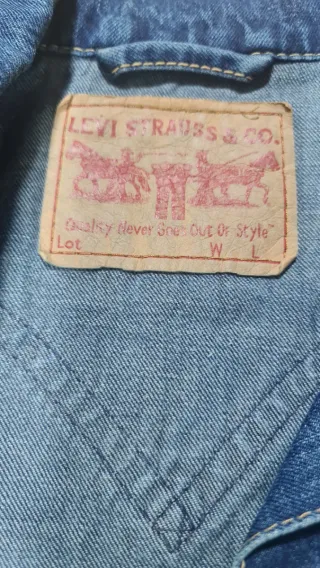 LEVI STRAUSS & CO.
Quality Never Goes Out Of Style™
Lot W L